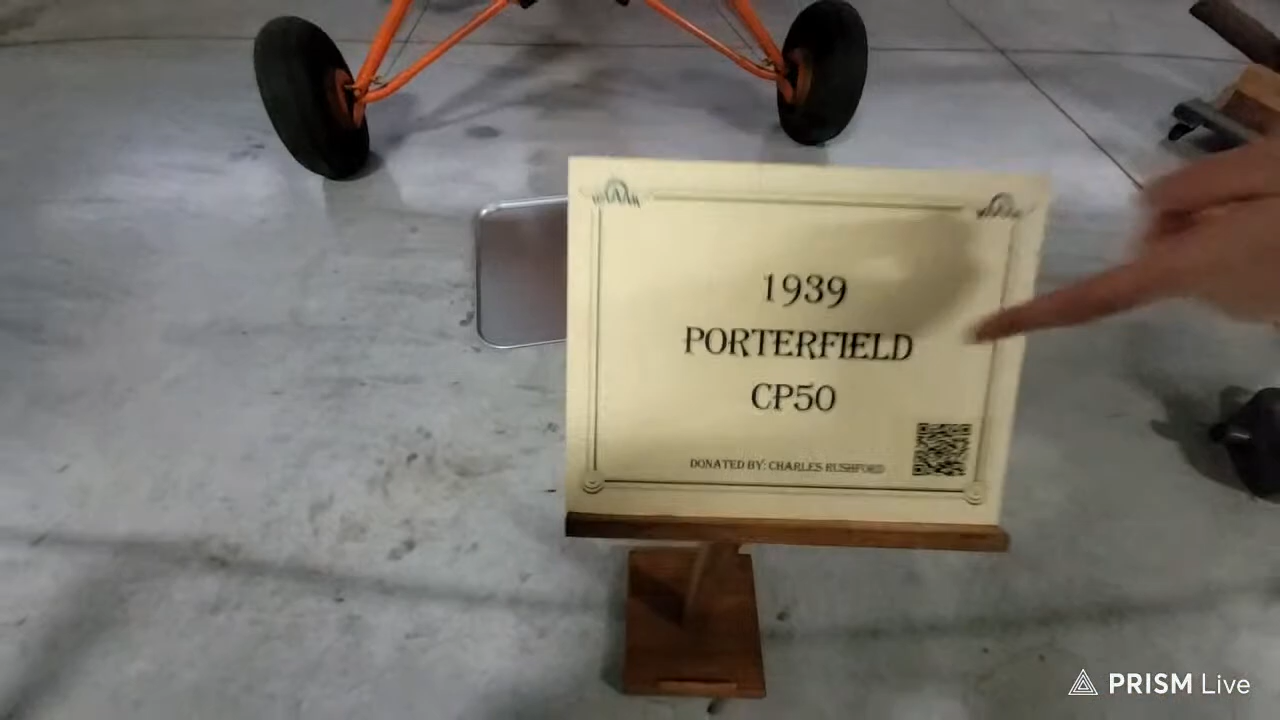 1939
PORTERFIELD
CP50
DONATED BY: CHARLES RUSHFORD
PRISM Live